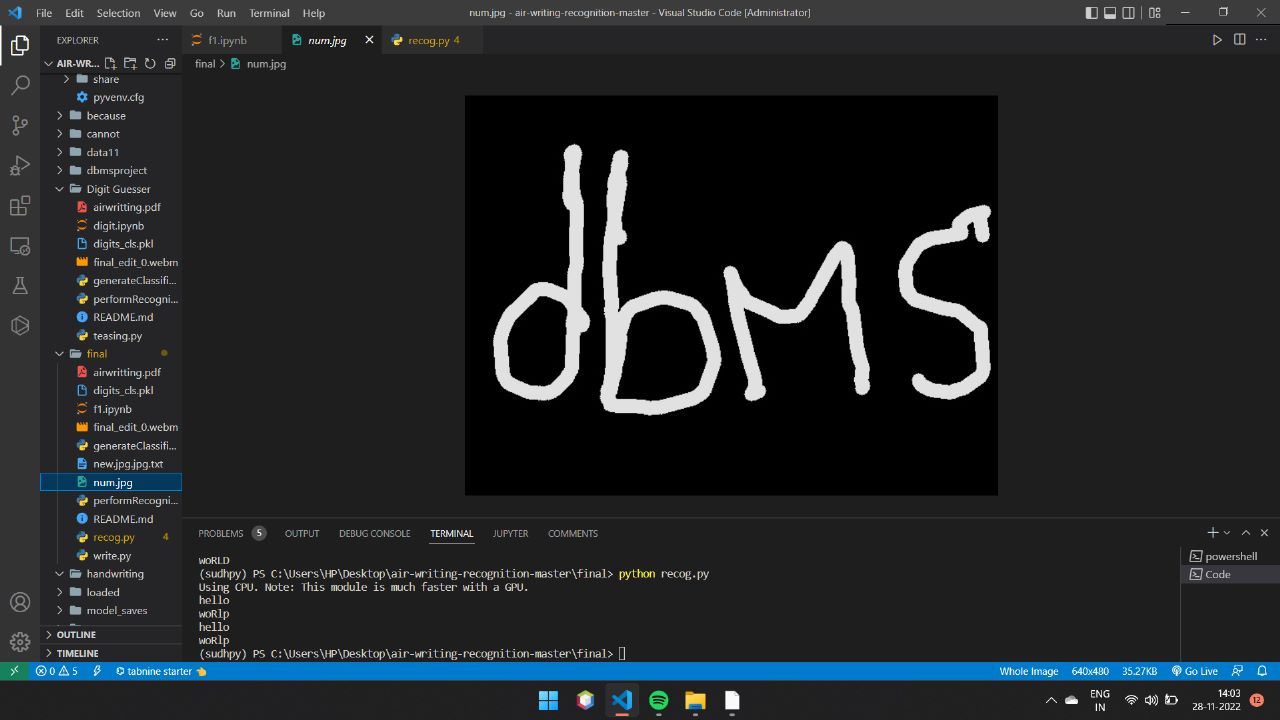 File Edit Selection View Go Run Terminal Help
num.jpg - air-writing-recognition-master - Visual Studio Code [Administrator]
EXPLORER ...
f1.ipynb
num.jpg
recog.py 4
AIR-WR...
final > num.jpg
share
pyvenv.cfg
because
cannot
data11
dbmsproject
Digit Guesser
airwritting.pdf
digit.ipynb
digits_cls.pkl
final_edit_0.webm
generateClassifi...
performRecogni...
README.md
teasing.py
final
airwritting.pdf
digits_cls.pkl
f1.ipynb
final_edit_0.webm
generateClassifi...
new.jpg.jpg.txt
num.jpg
performRecogni...
README.md
recog.py 4
write.py
handwriting
loaded
model_saves
OUTLINE
TIMELINE
dbMS
PROBLEMS 5 OUTPUT DEBUG CONSOLE TERMINAL JUPYTER COMMENTS
woRLD
(sudhpy) PS C:\Users\HP\Desktop\air-writing-recognition-master\final> python recog.py
Using CPU. Note: This module is much faster with a GPU.
hello
woRlp
hello
woRlp
(sudhpy) PS C:\Users\HP\Desktop\air-writing-recognition-master\final>
powershell
Code
0 5 tabnine starter
Whole Image 640x480 35.27KB Go Live
ENG
IN
14:03
28-11-2022
12